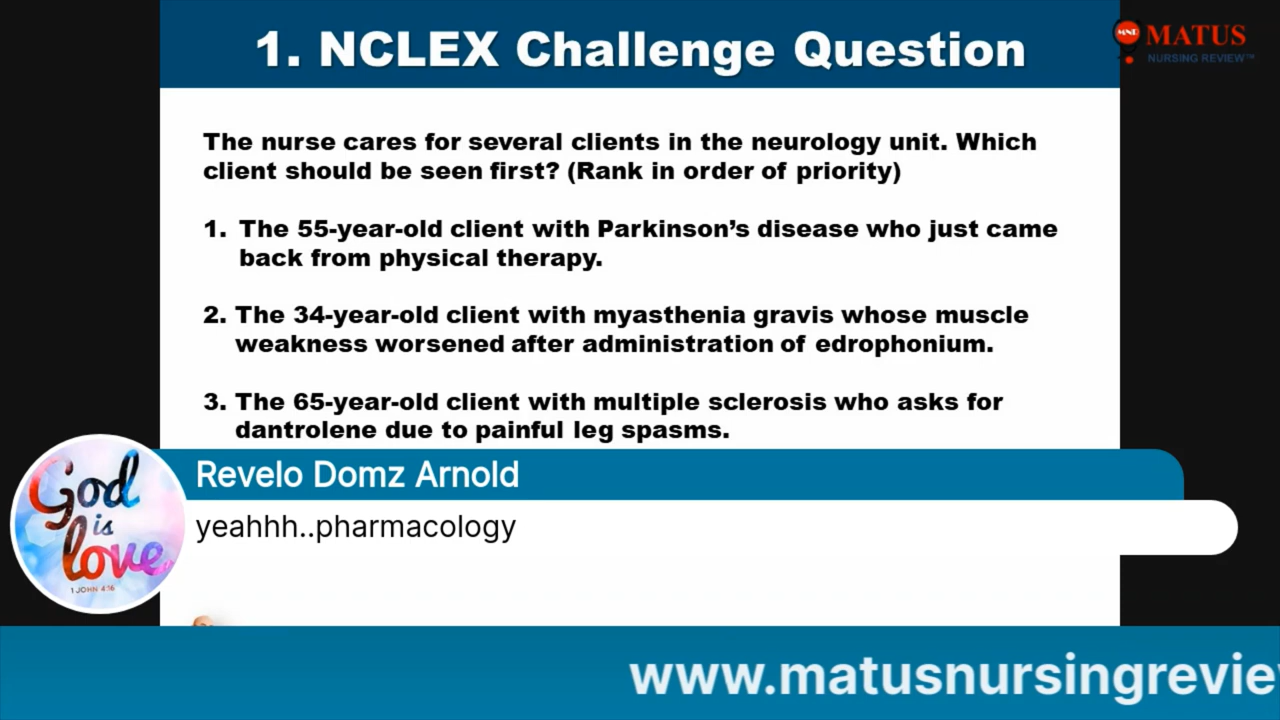 1. NCLEX Challenge Question
MNR MATUS
NURSING REVIEW™
The nurse cares for several clients in the neurology unit. Which
client should be seen first? (Rank in order of priority)
1. The 55-year-old client with Parkinson’s disease who just came
back from physical therapy.
2. The 34-year-old client with myasthenia gravis whose muscle
weakness worsened after administration of edrophonium.
3. The 65-year-old client with multiple sclerosis who asks for
dantrolene due to painful leg spasms.
God
is
love
1 JOHN 4:16
Revelo Domz Arnold
yeahhh..pharmacology
www.matusnursingrevie